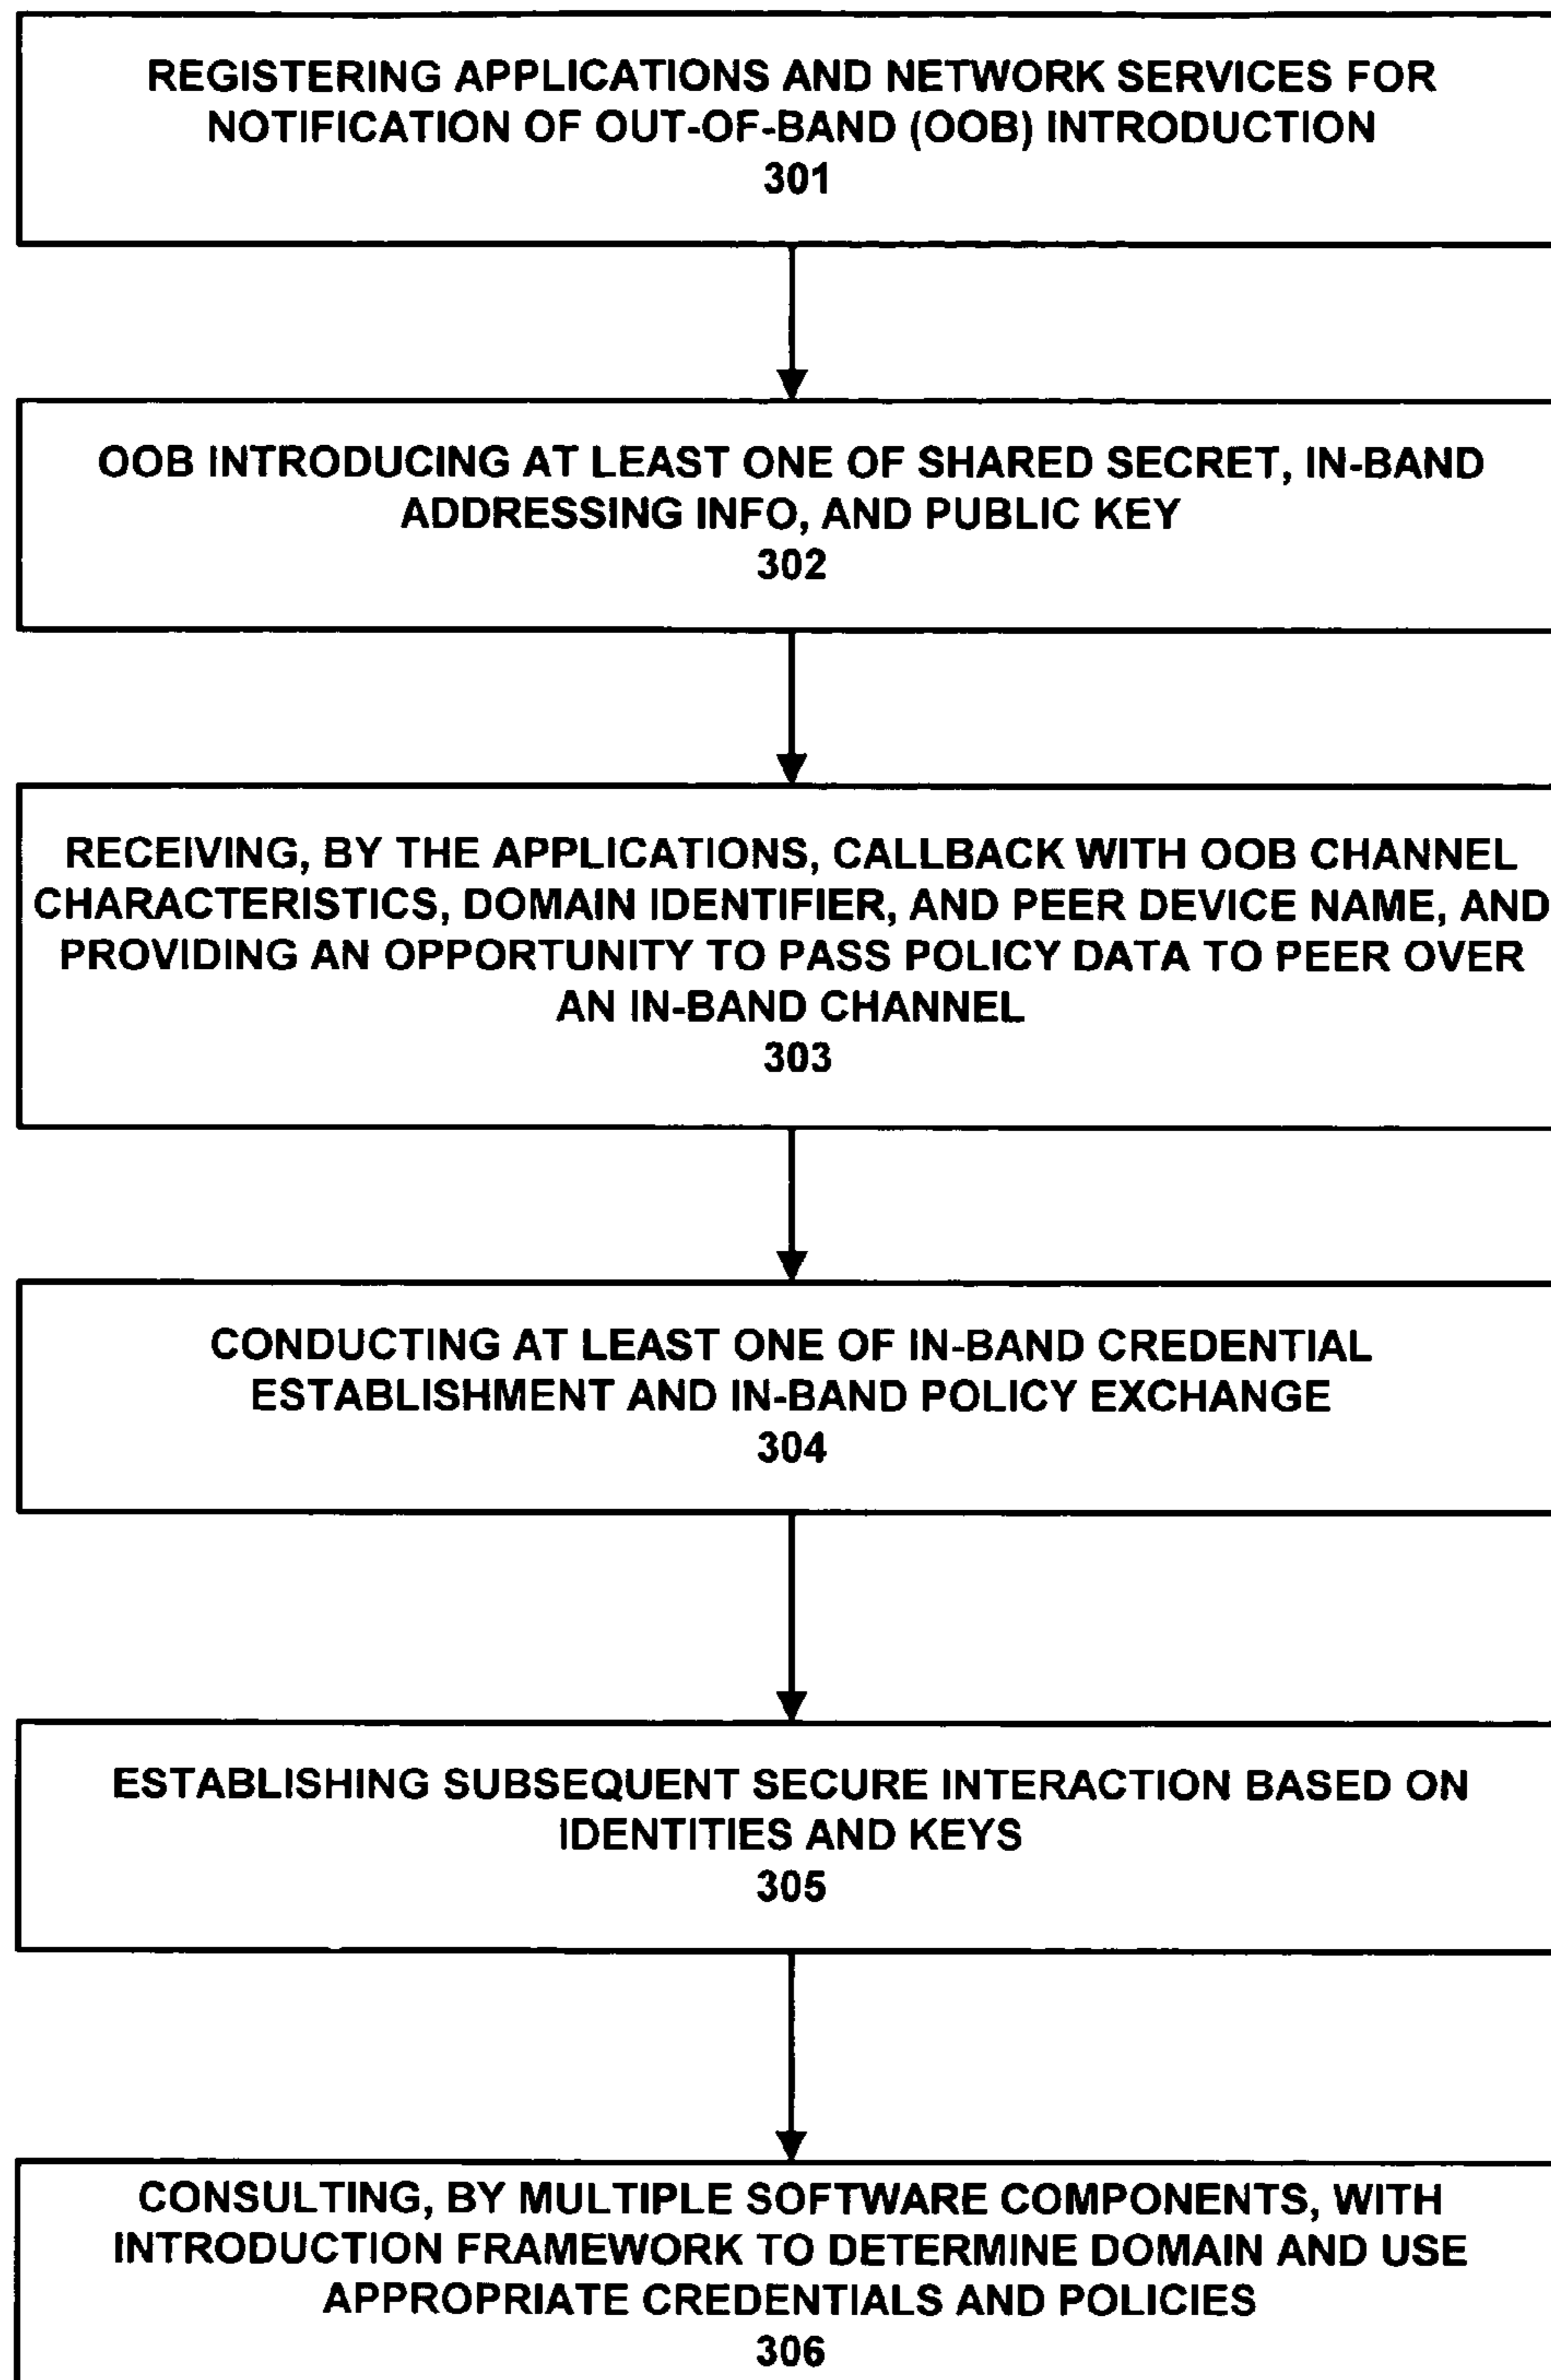 REGISTERING APPLICATIONS AND NETWORK SERVICES FOR
NOTIFICATION OF OUT-OF-BAND (OOB) INTRODUCTION
301
OOB INTRODUCING AT LEAST ONE OF SHARED SECRET, IN-BAND
ADDRESSING INFO, AND PUBLIC KEY
302
RECEIVING, BY THE APPLICATIONS, CALLBACK WITH OOB CHANNEL
CHARACTERISTICS, DOMAIN IDENTIFIER, AND PEER DEVICE NAME, AND
PROVIDING AN OPPORTUNITY TO PASS POLICY DATA TO PEER OVER
AN IN-BAND CHANNEL
303
CONDUCTING AT LEAST ONE OF IN-BAND CREDENTIAL
ESTABLISHMENT AND IN-BAND POLICY EXCHANGE
304
ESTABLISHING SUBSEQUENT SECURE INTERACTION BASED ON
IDENTITIES AND KEYS
305
CONSULTING, BY MULTIPLE SOFTWARE COMPONENTS, WITH
INTRODUCTION FRAMEWORK TO DETERMINE DOMAIN AND USE
APPROPRIATE CREDENTIALS AND POLICIES
306